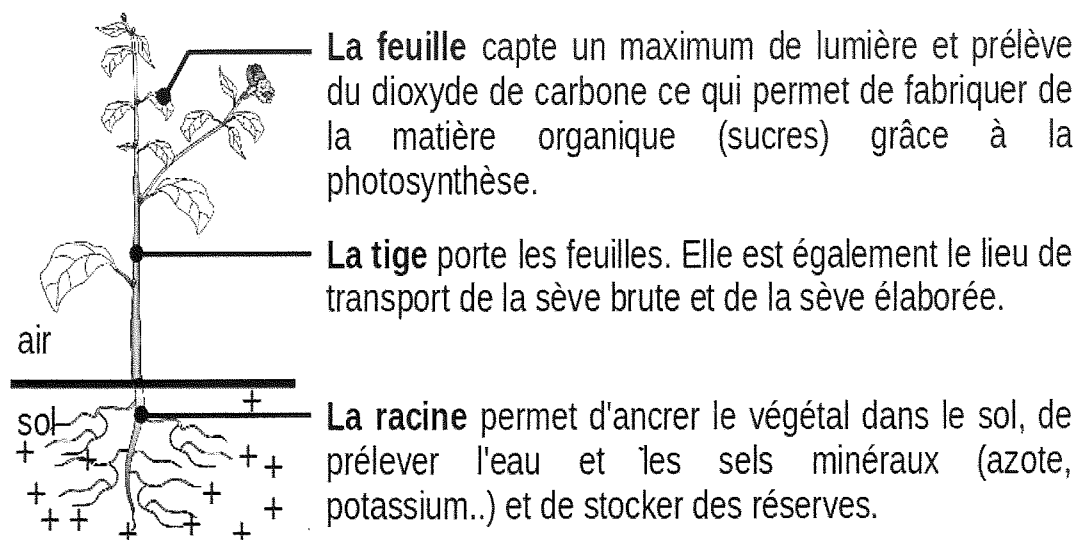 La feuille capte un maximum de lumière et prélève
du dioxyde de carbone ce qui permet de fabriquer de
la matière organique (sucres) grâce à la
photosynthèse.
La tige porte les feuilles. Elle est également le lieu de
transport de la sève brute et de la sève élaborée.
air
sol
La racine permet d'ancrer le végétal dans le sol, de
prélever l'eau et les sels minéraux (azote,
potassium..) et de stocker des réserves.